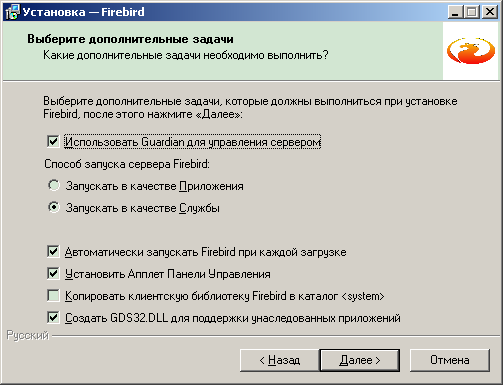 Установка — Firebird
Выберите дополнительные задачи
Какие дополнительные задачи необходимо выполнить?
Выберите дополнительные задачи, которые должны выполниться при установке
Firebird, после этого нажмите «Далее»:
Использовать Guardian для управления сервером
Способ запуска сервера Firebird:
Запускать в качестве Приложения
Запускать в качестве Службы
Автоматически запускать Firebird при каждой загрузке
Установить Апплет Панели Управления
Копировать клиентскую библиотеку Firebird в каталог <system>
Создать GDS32.DLL для поддержки унаследованных приложений
Русский
< Назад
Далее >
Отмена